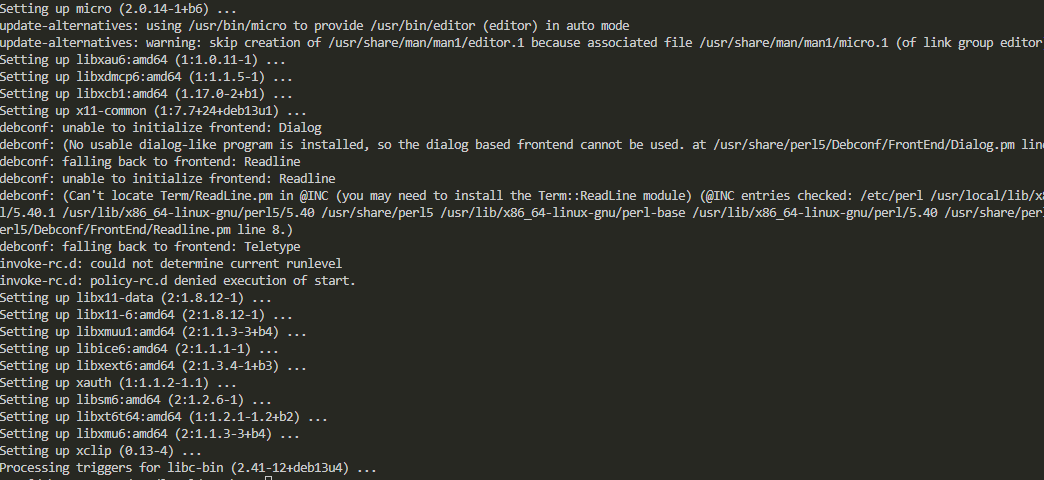 Setting up micro (2.0.14-1+b6) ...
update-alternatives: using /usr/bin/micro to provide /usr/bin/editor (editor) in auto mode
update-alternatives: warning: skip creation of /usr/share/man/man1/editor.1 because associated file /usr/share/man/man1/micro.1 (of link group editor
Setting up libxau6:amd64 (1:1.0.11-1) ...
Setting up libxdmcp6:amd64 (1:1.1.5-1) ...
Setting up libxcb1:amd64 (1.17.0-2+b1) ...
Setting up x11-common (1:7.7+24+deb13u1) ...
debconf: unable to initialize frontend: Dialog
debconf: (No usable dialog-like program is installed, so the dialog based frontend cannot be used. at /usr/share/perl5/Debconf/FrontEnd/Dialog.pm line
debconf: falling back to frontend: Readline
debconf: unable to initialize frontend: Readline
debconf: (Can't locate Term/ReadLine.pm in @INC (you may need to install the Term::ReadLine module) (@INC entries checked: /etc/perl /usr/local/lib/x8
l/5.40.1 /usr/lib/x86_64-linux-gnu/perl5/5.40 /usr/share/perl5 /usr/lib/x86_64-linux-gnu/perl-base /usr/lib/x86_64-linux-gnu/perl/5.40 /usr/share/per
erl5/Debconf/FrontEnd/Readline.pm line 8.)
debconf: falling back to frontend: Teletype
invoke-rc.d: could not determine current runlevel
invoke-rc.d: policy-rc.d denied execution of start.
Setting up libx11-data (2:1.8.12-1) ...
Setting up libx11-6:amd64 (2:1.8.12-1) ...
Setting up libxmuu1:amd64 (2:1.1.3-3+b4) ...
Setting up libice6:amd64 (2:1.1.1-1) ...
Setting up libxext6:amd64 (2:1.3.4-1+b3) ...
Setting up xauth (1:1.1.2-1.1) ...
Setting up libsm6:amd64 (2:1.2.6-1) ...
Setting up libxt6t64:amd64 (1:1.2.1-1.2+b2) ...
Setting up libxmu6:amd64 (2:1.1.3-3+b4) ...
Setting up xclip (0.13-4) ...
Processing triggers for libc-bin (2.41-12+deb13u4) ...